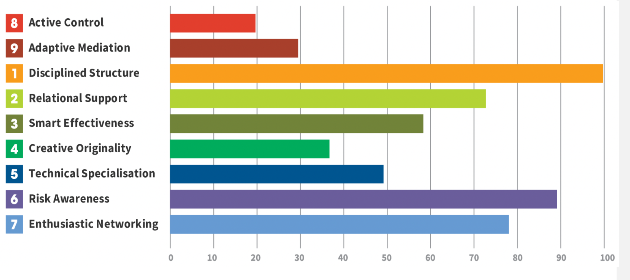 8 Active Control
9 Adaptive Mediation
1 Disciplined Structure
2 Relational Support
3 Smart Effectiveness
4 Creative Originality
5 Technical Specialisation
6 Risk Awareness
7 Enthusiastic Networking
0 10 20 30 40 50 60 70 80 90 100